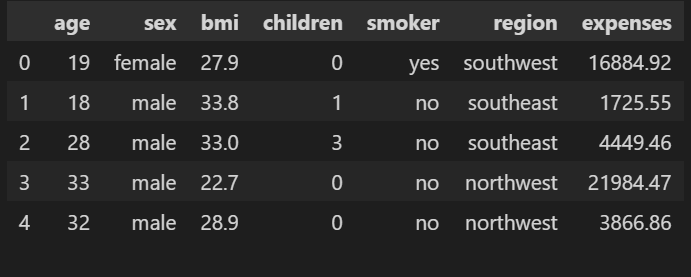 age sex bmi children smoker region expenses
0 19 female 27.9 0 yes southwest 16884.92
1 18 male 33.8 1 no southeast 1725.55
2 28 male 33.0 3 no southeast 4449.46
3 33 male 22.7 0 no northwest 21984.47
4 32 male 28.9 0 no northwest 3866.86